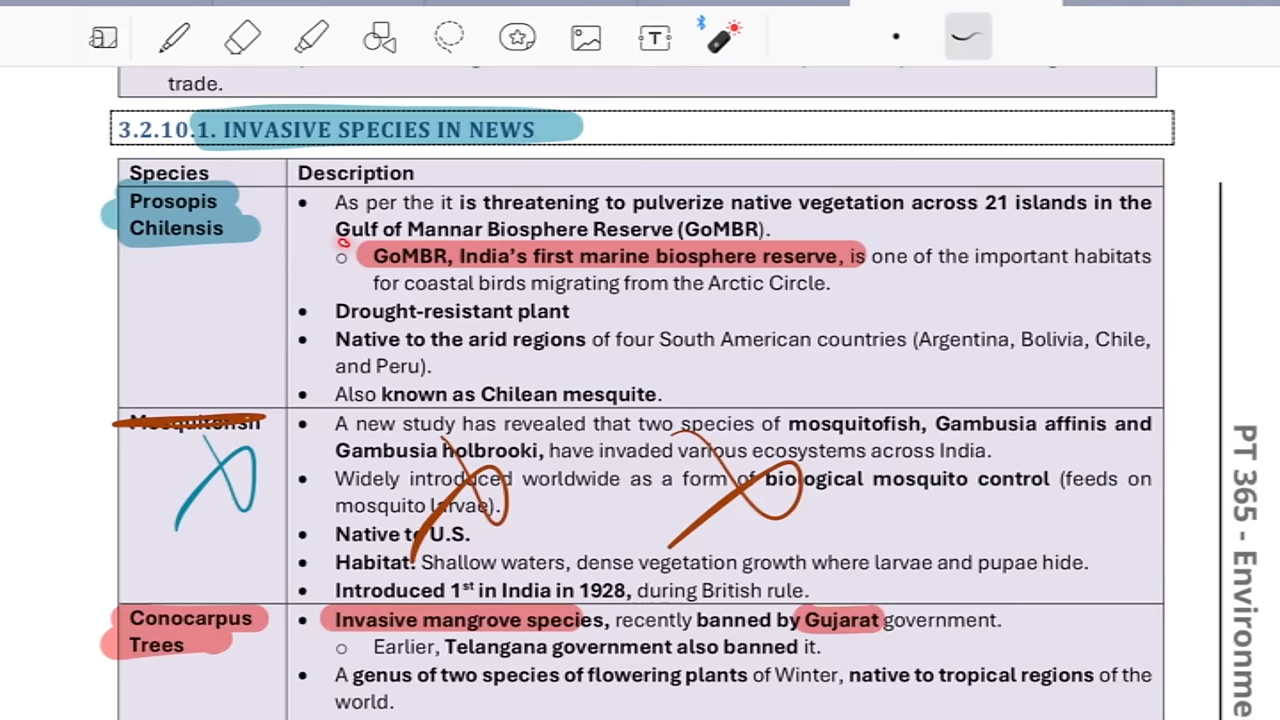 trade.
3.2.10.1. INVASIVE SPECIES IN NEWS
Species
Description
Prosopis
Chilensis
• As per the it is threatening to pulverize native vegetation across 21 islands in the
Gulf of Mannar Biosphere Reserve (GoMBR).
o GoMBR, India's first marine biosphere reserve, is one of the important habitats
for coastal birds migrating from the Arctic Circle.
• Drought-resistant plant
• Native to the arid regions of four South American countries (Argentina, Bolivia, Chile,
and Peru).
• Also known as Chilean mesquite.
Mosquitofish
• A new study has revealed that two species of mosquitofish, Gambusia affinis and
Gambusia holbrooki, have invaded various ecosystems across India.
• Widely introduced worldwide as a form of biological mosquito control (feeds on
mosquito larvae).
• Native to U.S.
• Habitat: Shallow waters, dense vegetation growth where larvae and pupae hide.
• Introduced 1st in India in 1928, during British rule.
Conocarpus
Trees
• Invasive mangrove species, recently banned by Gujarat government.
o Earlier, Telangana government also banned it.
• A genus of two species of flowering plants of Winter, native to tropical regions of the
world.
PT 365 - Environme